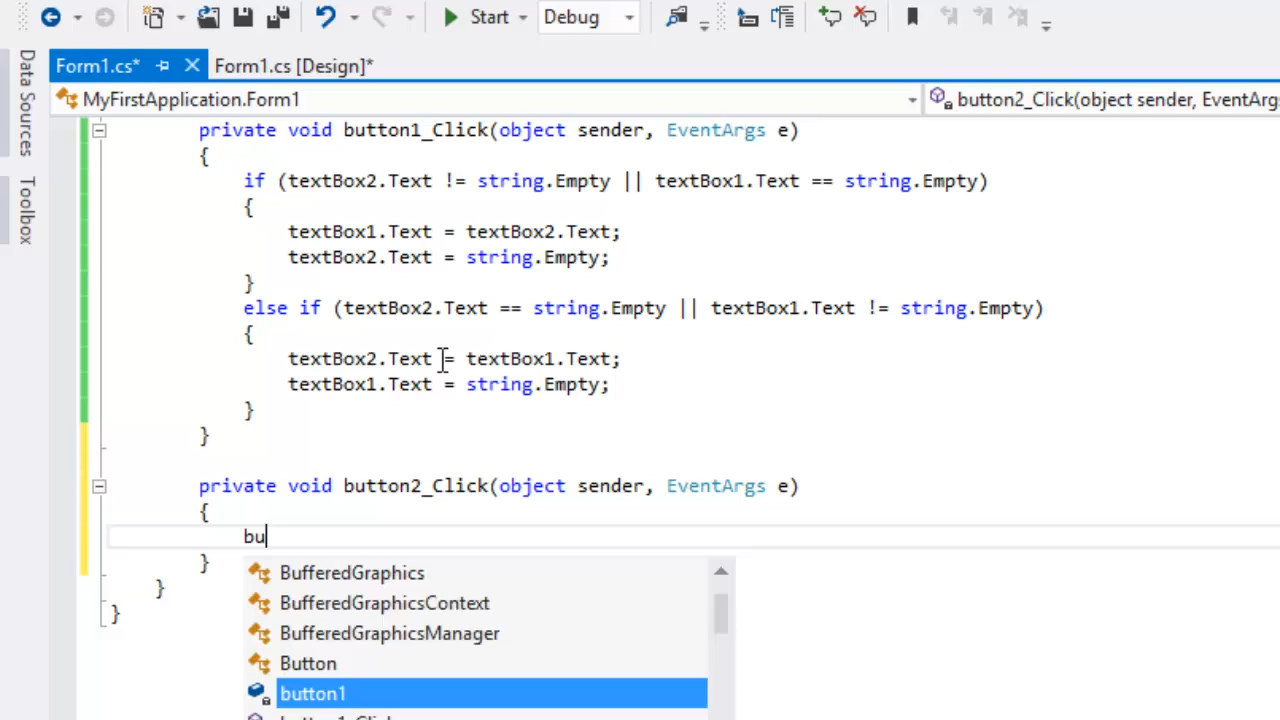 Start Debug
Data Sources
Toolbox
Form1.cs* Form1.cs [Design]*
MyFirstApplication.Form1 button2_Click(object sender, EventArgs
private void button1_Click(object sender, EventArgs e)
{
if (textBox2.Text != string.Empty || textBox1.Text == string.Empty)
{
textBox1.Text = textBox2.Text;
textBox2.Text = string.Empty;
}
else if (textBox2.Text == string.Empty || textBox1.Text != string.Empty)
{
textBox2.Text = textBox1.Text;
textBox1.Text = string.Empty;
}
}
private void button2_Click(object sender, EventArgs e)
{
bu
}
}
}
BufferedGraphics
BufferedGraphicsContext
BufferedGraphicsManager
Button
button1
button1_Click